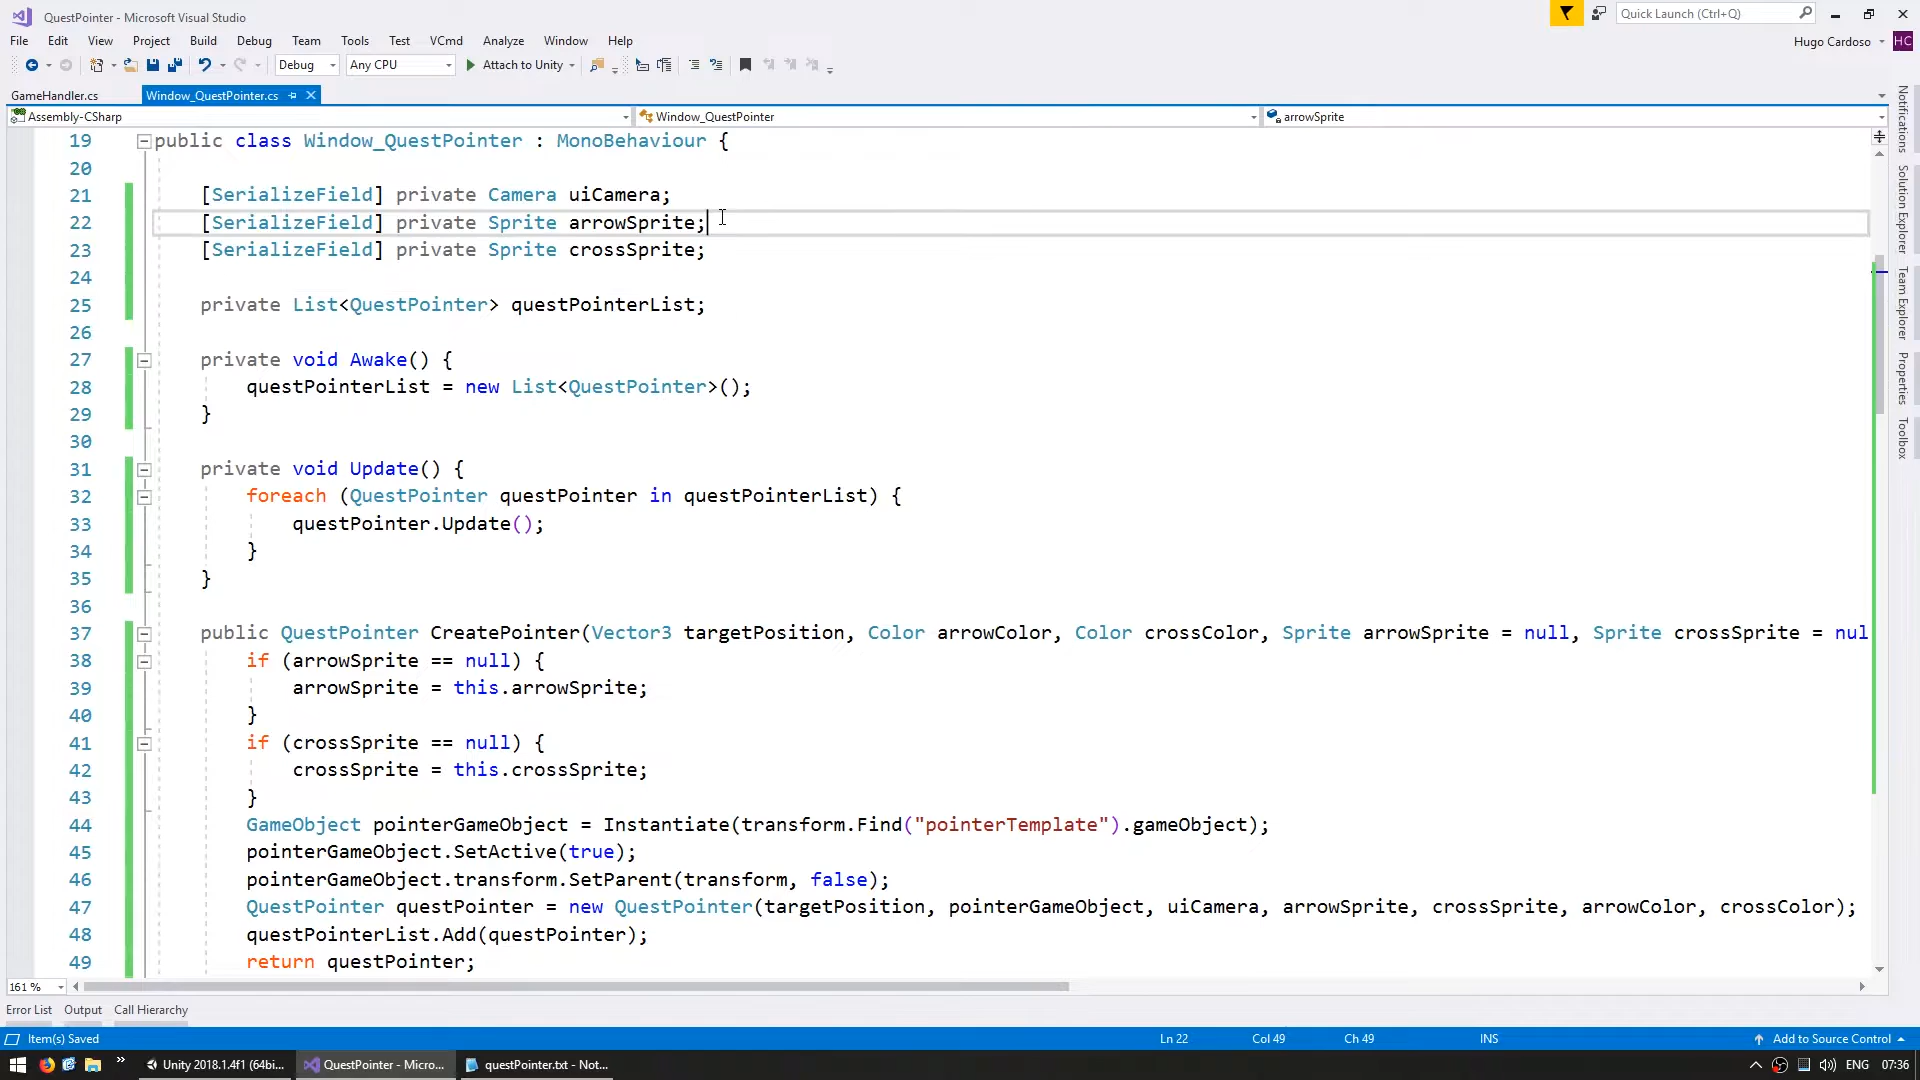 QuestPointer - Microsoft Visual Studio
Quick Launch (Ctrl+Q)
File Edit View Project Build Debug Team Tools Test VCmd Analyze Window Help
Hugo Cardoso HC
Debug Any CPU Attach to Unity
GameHandler.cs Window_QuestPointer.cs
Assembly-CSharp Window_QuestPointer arrowSprite
19 public class Window_QuestPointer : MonoBehaviour {
20
21 [SerializeField] private Camera uiCamera;
22 [SerializeField] private Sprite arrowSprite;
23 [SerializeField] private Sprite crossSprite;
24
25 private List<QuestPointer> questPointerList;
26
27 private void Awake() {
28 questPointerList = new List<QuestPointer>();
29 }
30
31 private void Update() {
32 foreach (QuestPointer questPointer in questPointerList) {
33 questPointer.Update();
34 }
35 }
36
37 public QuestPointer CreatePointer(Vector3 targetPosition, Color arrowColor, Color crossColor, Sprite arrowSprite = null, Sprite crossSprite = nul
38 if (arrowSprite == null) {
39 arrowSprite = this.arrowSprite;
40 }
41 if (crossSprite == null) {
42 crossSprite = this.crossSprite;
43 }
44 GameObject pointerGameObject = Instantiate(transform.Find("pointerTemplate").gameObject);
45 pointerGameObject.SetActive(true);
46 pointerGameObject.transform.SetParent(transform, false);
47 QuestPointer questPointer = new QuestPointer(targetPosition, pointerGameObject, uiCamera, arrowSprite, crossSprite, arrowColor, crossColor);
48 questPointerList.Add(questPointer);
49 return questPointer;
Notifications
Solution Explorer
Team Explorer
Properties
Toolbox
161 %
Error List Output Call Hierarchy
Item(s) Saved Ln 22 Col 49 Ch 49 INS Add to Source Control
Unity 2018.1.4f1 (64bi... QuestPointer - Micro... questPointer.txt - Not... ENG 07:36